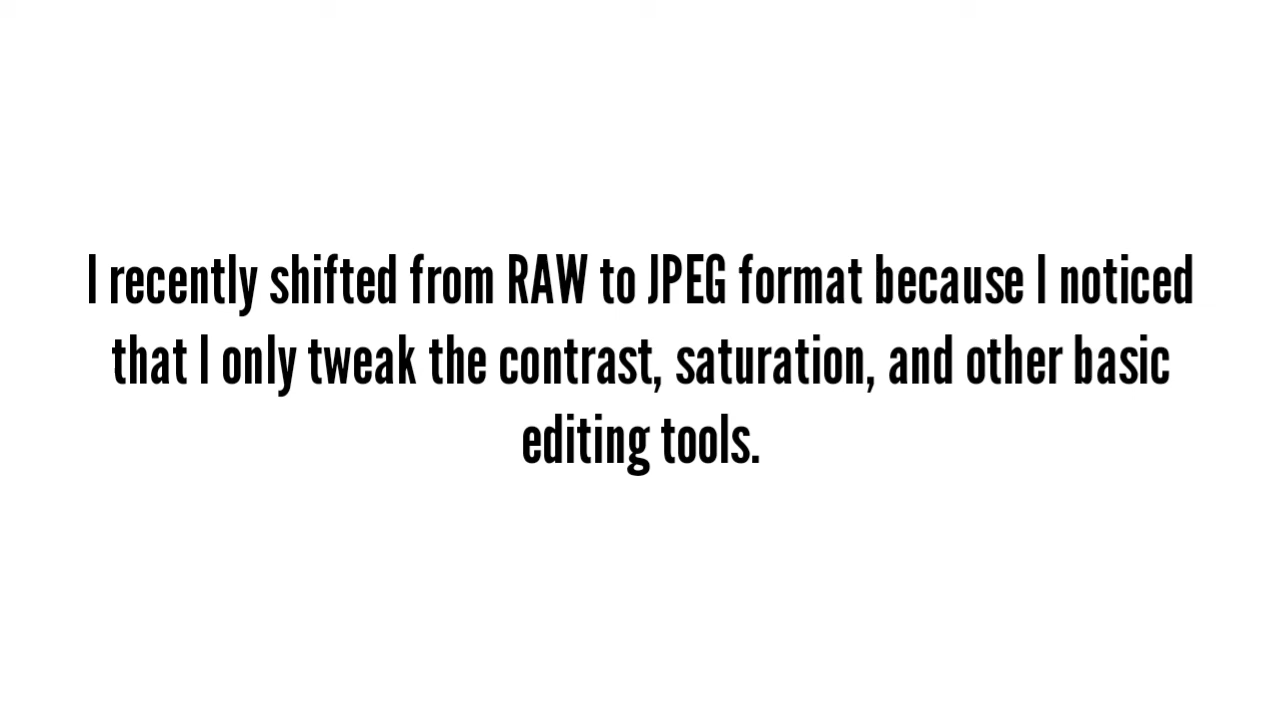 I recently shifted from RAW to JPEG format because I noticed
that I only tweak the contrast, saturation, and other basic
editing tools.